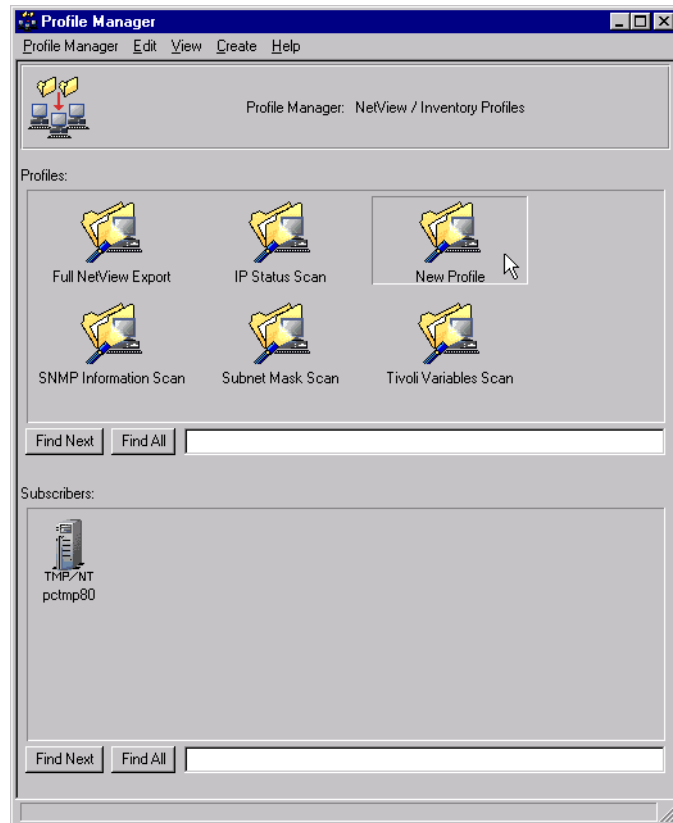 Profile Manager
Profile Manager Edit View Create Help
Profile Manager: NetView / Inventory Profiles
Profiles:
Full NetView Export IP Status Scan New Profile
SNMP Information Scan Subnet Mask Scan Tivoli Variables Scan
Find Next Find All
Subscribers:
TMP/NT
pctmp80
Find Next Find All